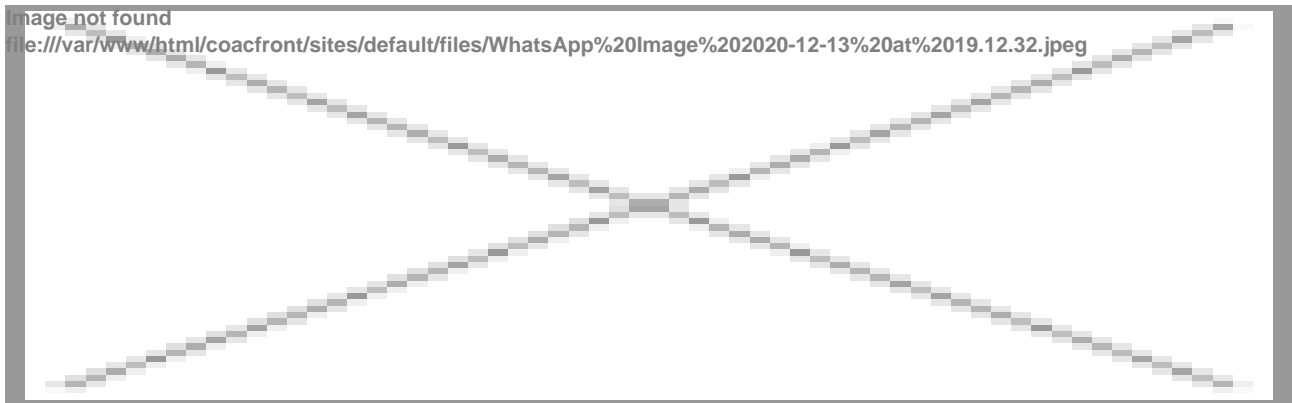 Image not found
file:///var/www/html/coacfront/sites/default/files/WhatsApp%20Image%202020-12-13%20at%2019.12.32.jpeg